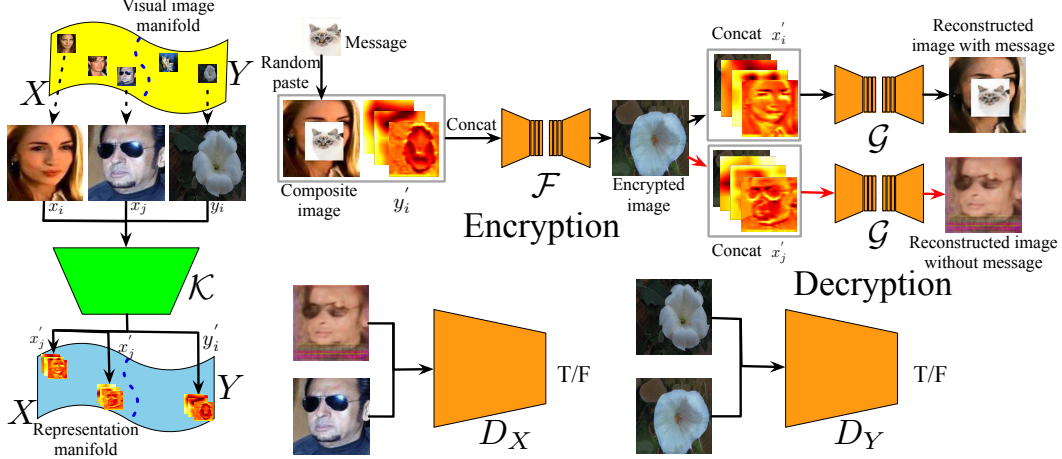 Visual image
manifold
X
Y
x_i
x_j
y_i
K
x'_j
x'_j
y'_i
X
Y
Representation
manifold
Message
Random
paste
Composite
image
y'_i
Concat
F
Encryption
Encrypted
image
Concat x'_i
Concat x'_j
G
G
Reconstructed
image with message
Reconstructed image
without message
Decryption
T/F
D_X
T/F
D_Y